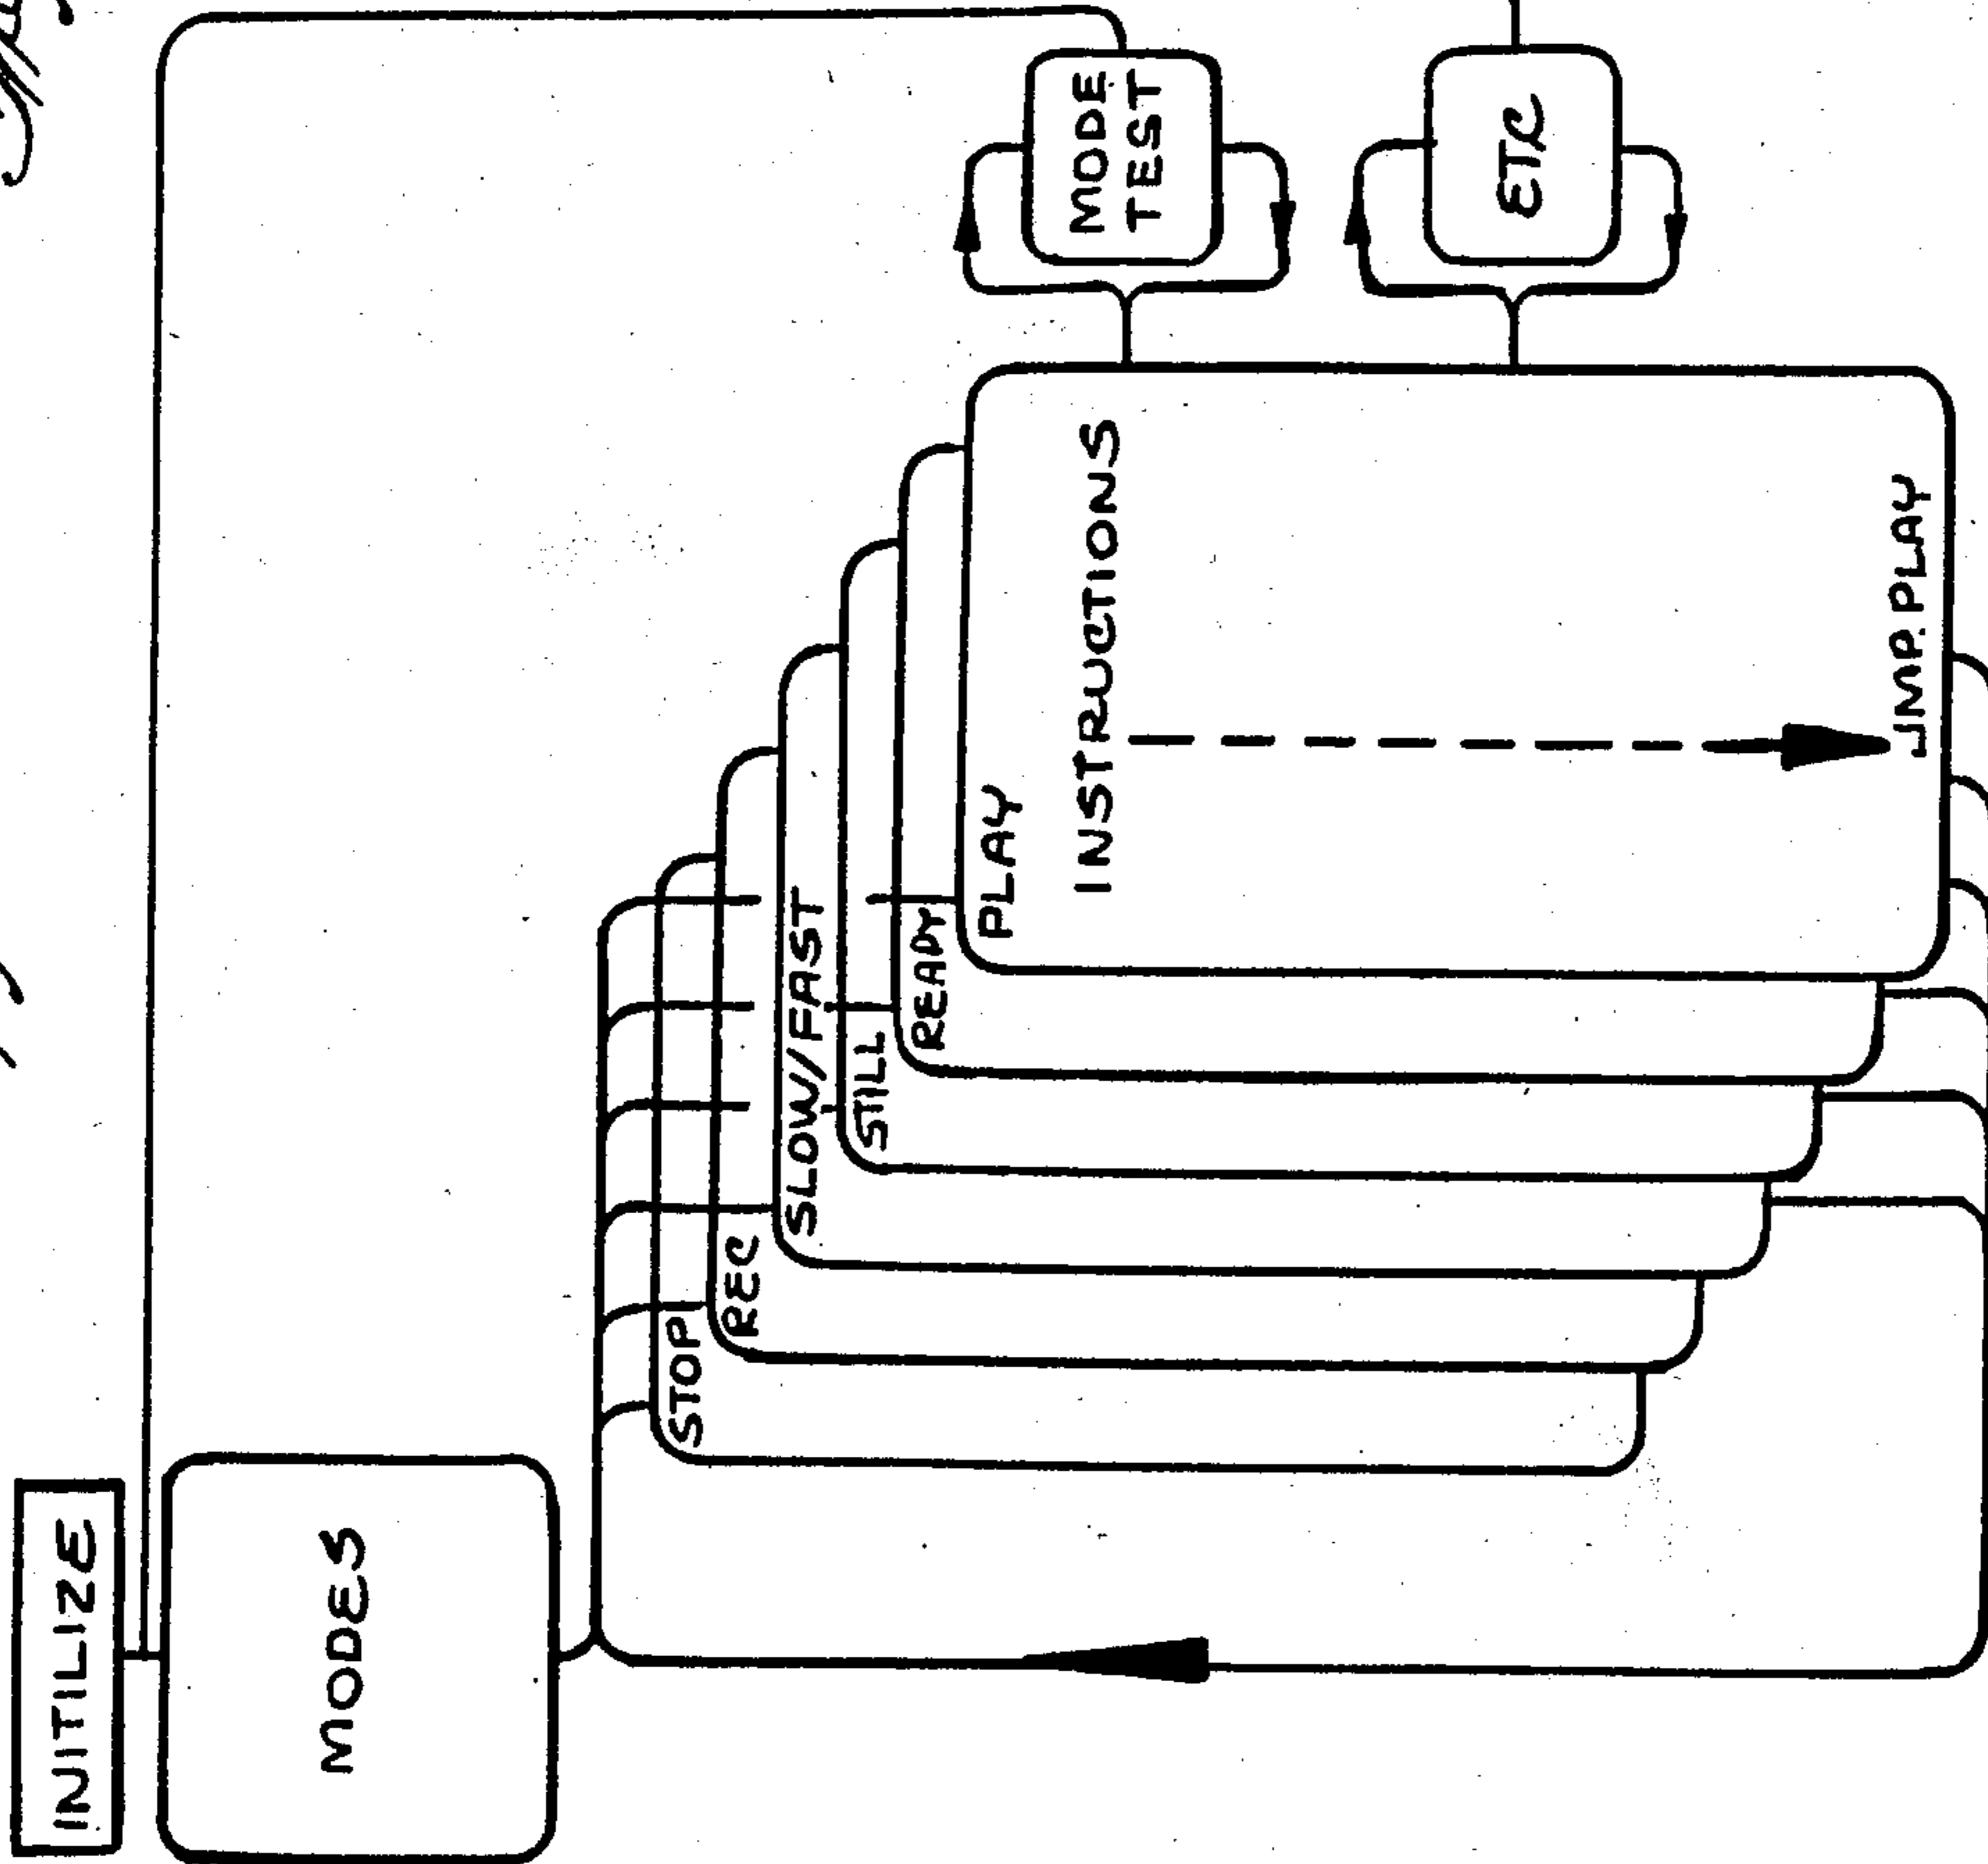 INITILIZE
MODES
STOP
REC
SLOW/FAST
STILL
READY
PLAY
INSTRUCTIONS
JMP. PLAY
MODE
TEST
ETC